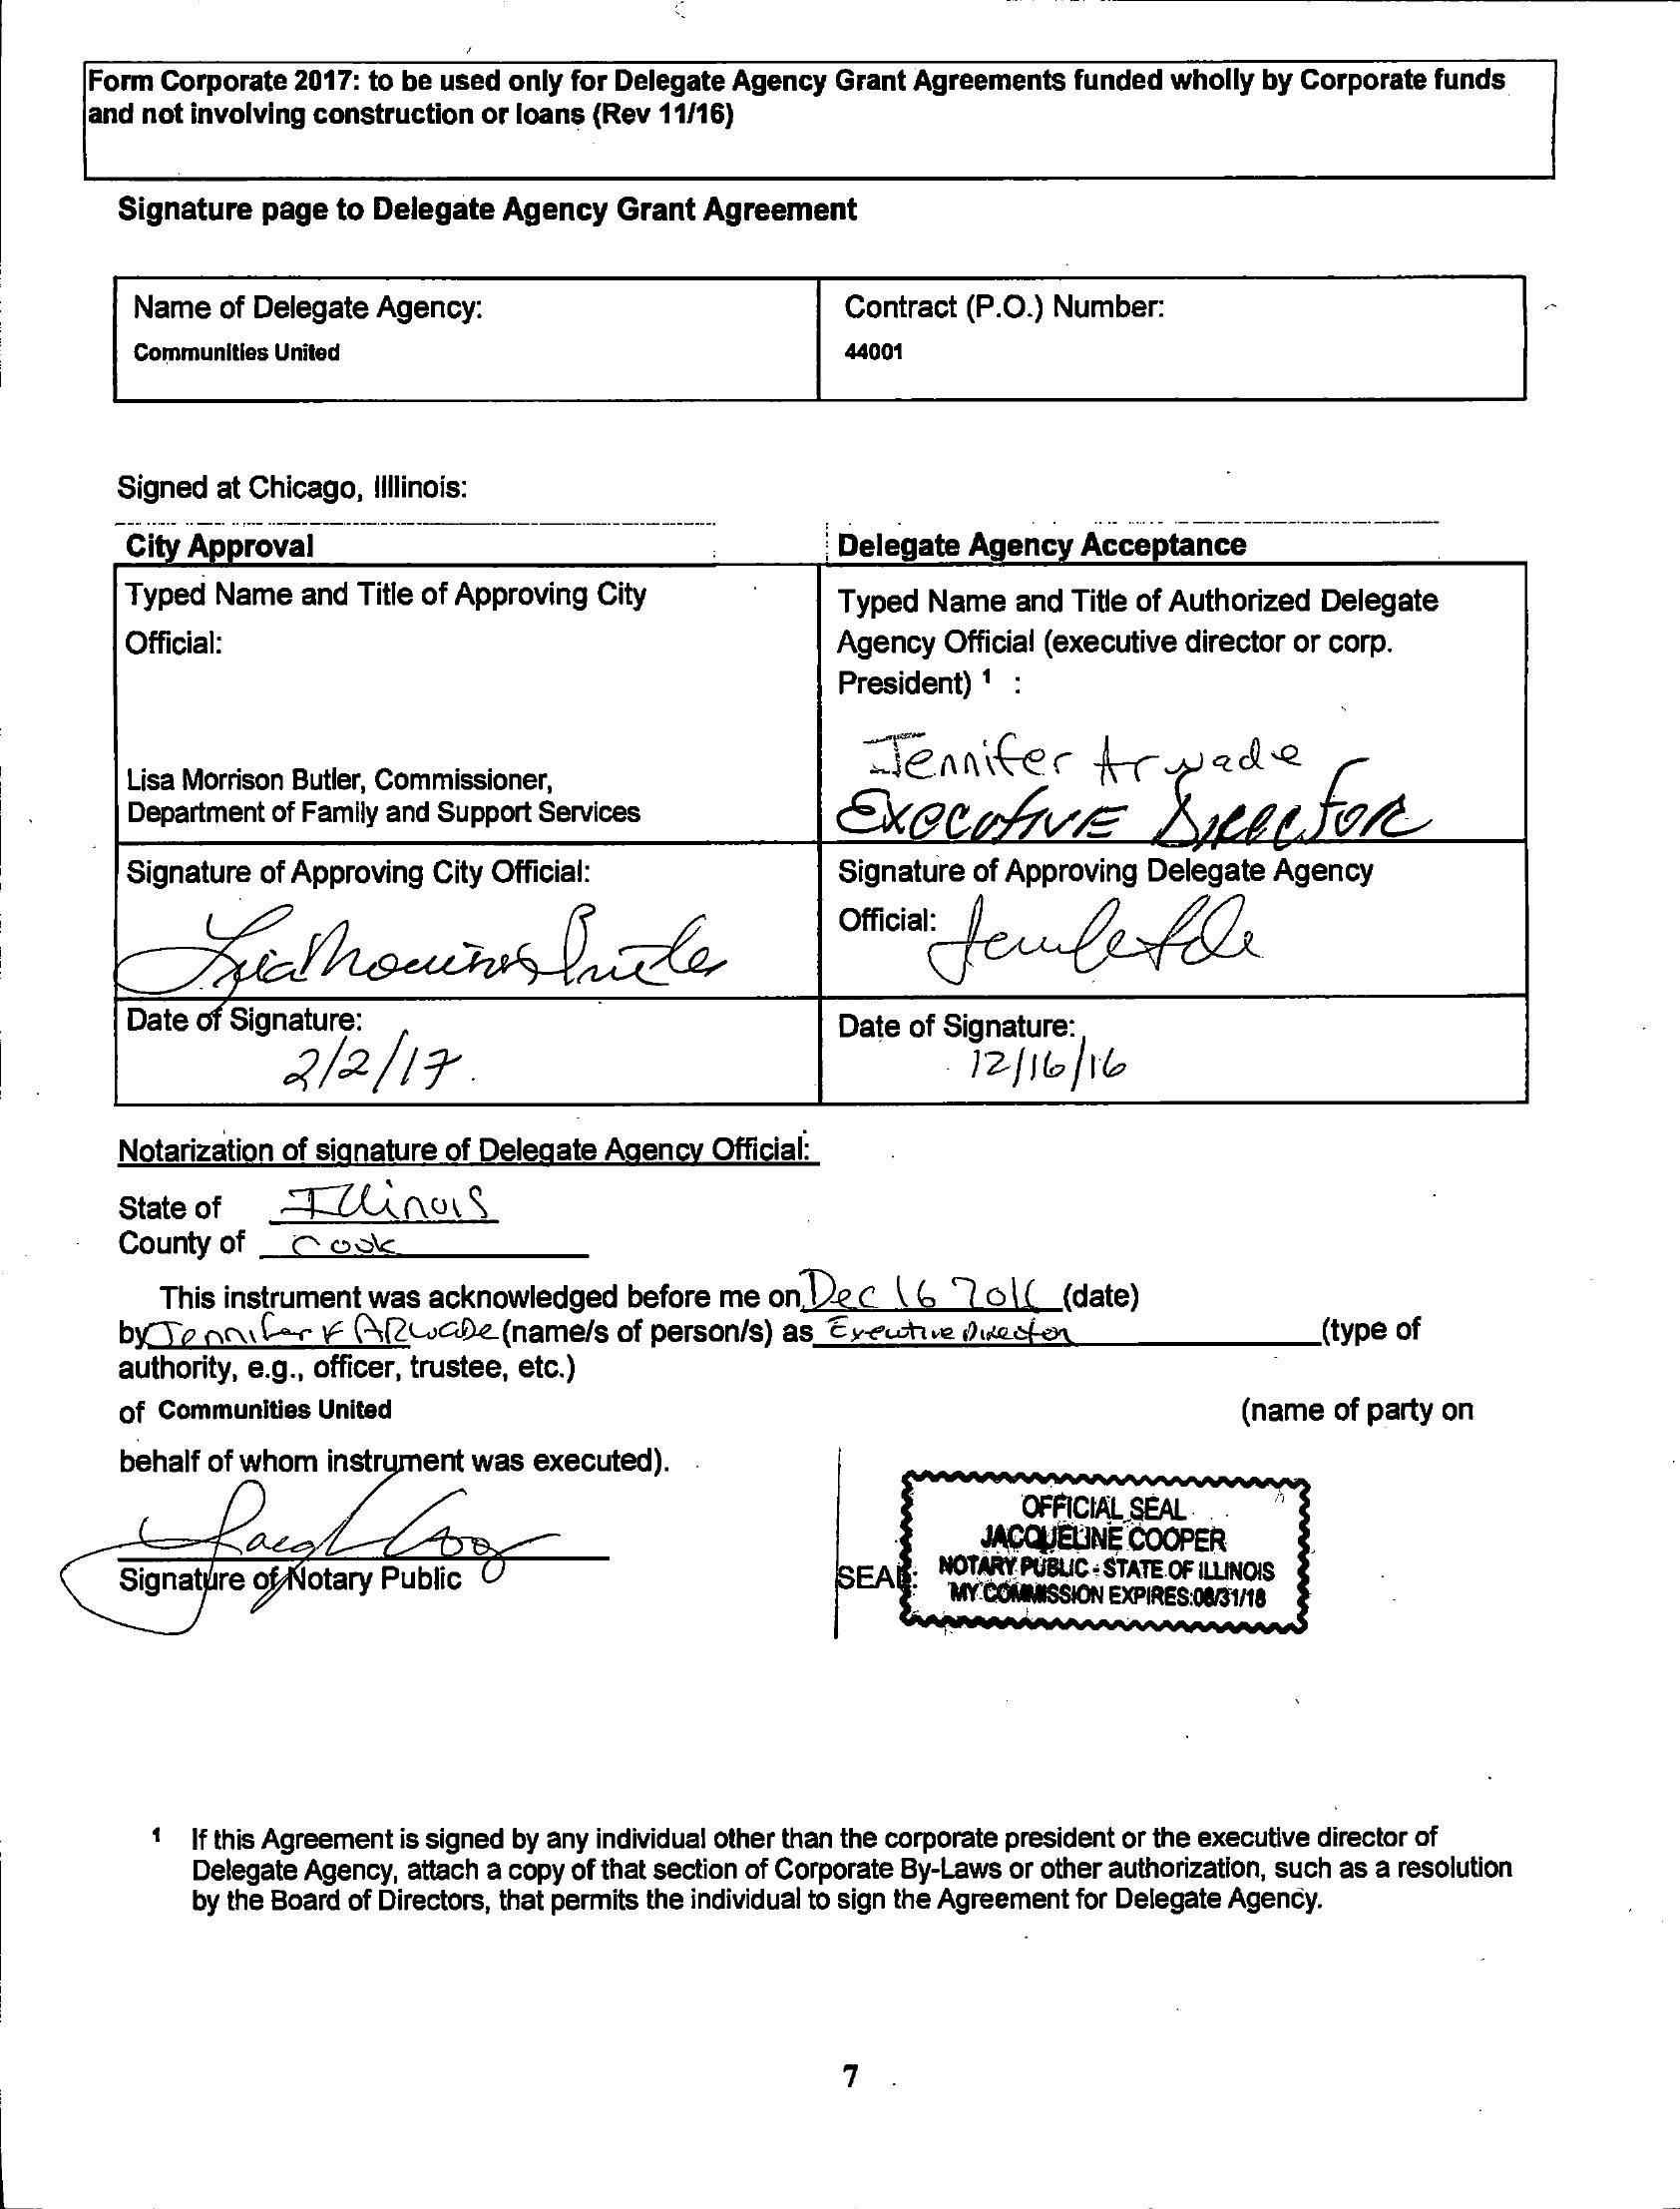 Form Corporate 2017: to be used only for Delegate Agency Grant Agreements funded wholly by Corporate funds
and not involving construction or loans (Rev 11/16)
Signature page to Delegate Agency Grant Agreement
Name of Delegate Agency:
Communities United
Contract (P.O.) Number:
44001
Signed at Chicago, Illlinois:
City Approval
Typed Name and Title of Approving City
Official:
Lisa Morrison Butler, Commissioner,
Department of Family and Support Services
Signature of Approving City Official:
Lisa Morrison Butler
Date of Signature:
2/2/17
Delegate Agency Acceptance
Typed Name and Title of Authorized Delegate
Agency Official (executive director or corp.
President) 1 :
Jennifer Arwade
Executive Director
Signature of Approving Delegate Agency
Official:
Date of Signature:
12/16/16
Notarization of signature of Delegate Agency Official:
State of Illinois
County of Cook
This instrument was acknowledged before me on Dec 16 2016 (date)
by Jennifer K ARwade (name/s of person/s) as Executive Director (type of
authority, e.g., officer, trustee, etc.)
of Communities United (name of party on
behalf of whom instrument was executed).
Signature of Notary Public
SEAL:
OFFICIAL SEAL
JACQUELINE COOPER
NOTARY PUBLIC - STATE OF ILLINOIS
MY COMMISSION EXPIRES:08/31/18
1 If this Agreement is signed by any individual other than the corporate president or the executive director of
Delegate Agency, attach a copy of that section of Corporate By-Laws or other authorization, such as a resolution
by the Board of Directors, that permits the individual to sign the Agreement for Delegate Agency.
7